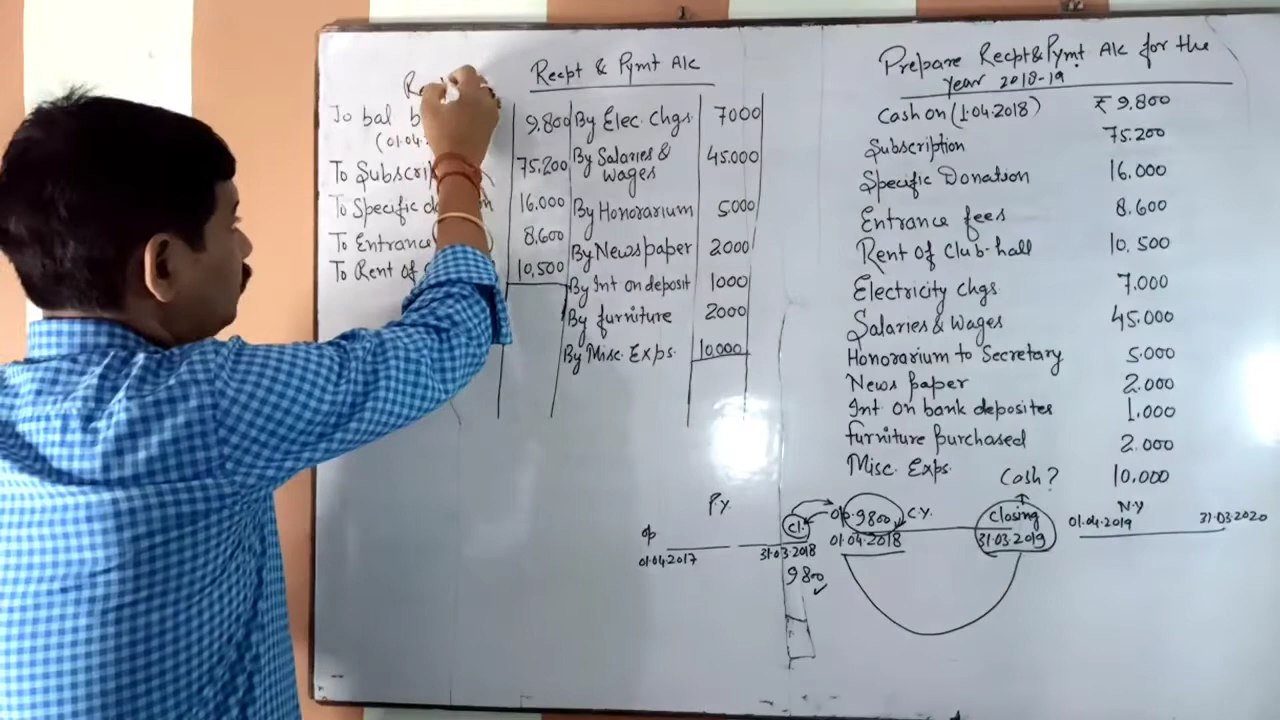 Recpt & Pymt A/c
To bal 9,800 By Elec. Chgs. 7000
(01.04.
To Subscri 75,200 By Salaries & 45.000
wages
To Specific 16.000 By Honorarium 5000
To Entrance 8,600 By Newspaper 2000
To Rent of 10,500 By Int on deposit 1000
By furniture 2000
By Misc. Exps. 10,000
Prepare Recpt & Pymt A/c for the
year 2018-19
Cash on (1.04.2018) ₹ 9,800
Subscription 75.200
Specific Donation 16.000
Entrance fees 8.600
Rent of Club-hall 10.500
Electricity Chgs. 7.000
Salaries & Wages 45.000
Honorarium to Secretary 5.000
News paper 2.000
Int on bank deposites 1.000
furniture purchased 2.000
Misc. Exps. 10.000
Cash?
P.Y. Cl. 9800 C.Y. Closing N.Y
op 01.04.2017 31.03.2018 01.04.2018 31.03.2019 01.04.2019 31.03.2020
9800